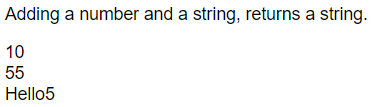 Adding a number and a string, returns a string.
10
55
Hello5